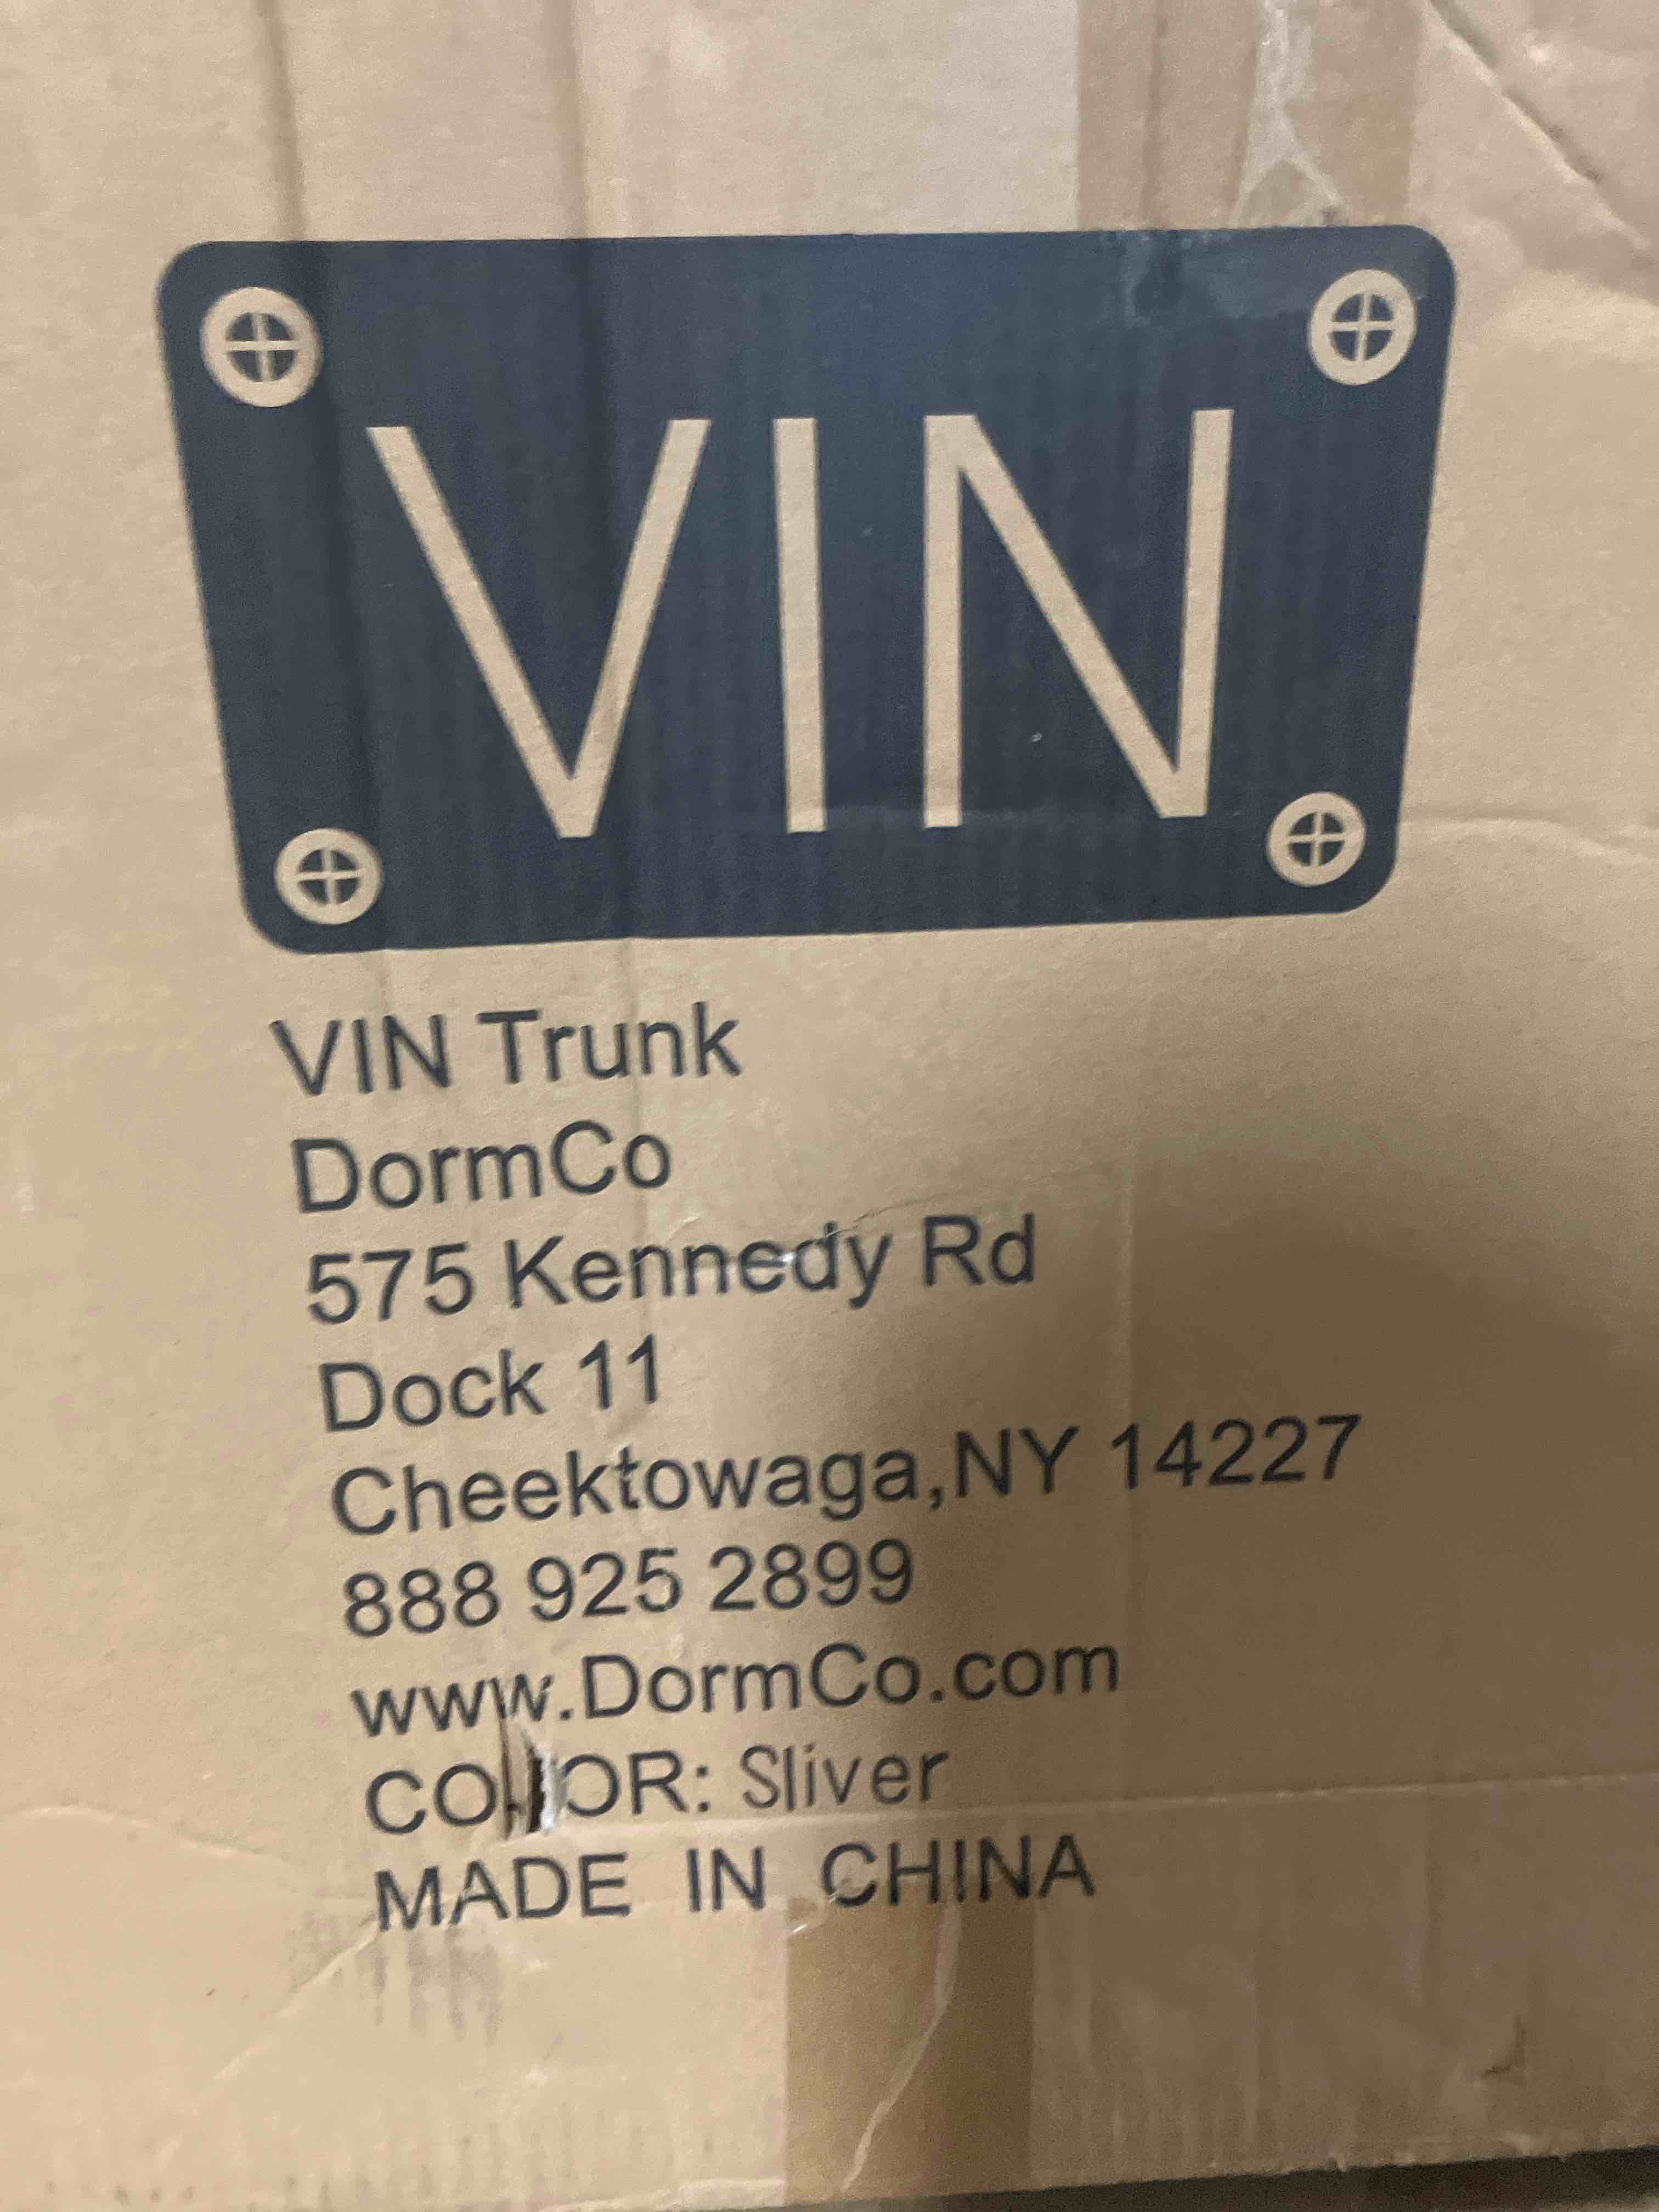 VIN
VIN Trunk
DormCo
575 Kennedy Rd
Dock 11
Cheektowaga,NY 14227
888 925 2899
www.DormCo.com
COLOR: Sliver
MADE IN CHINA